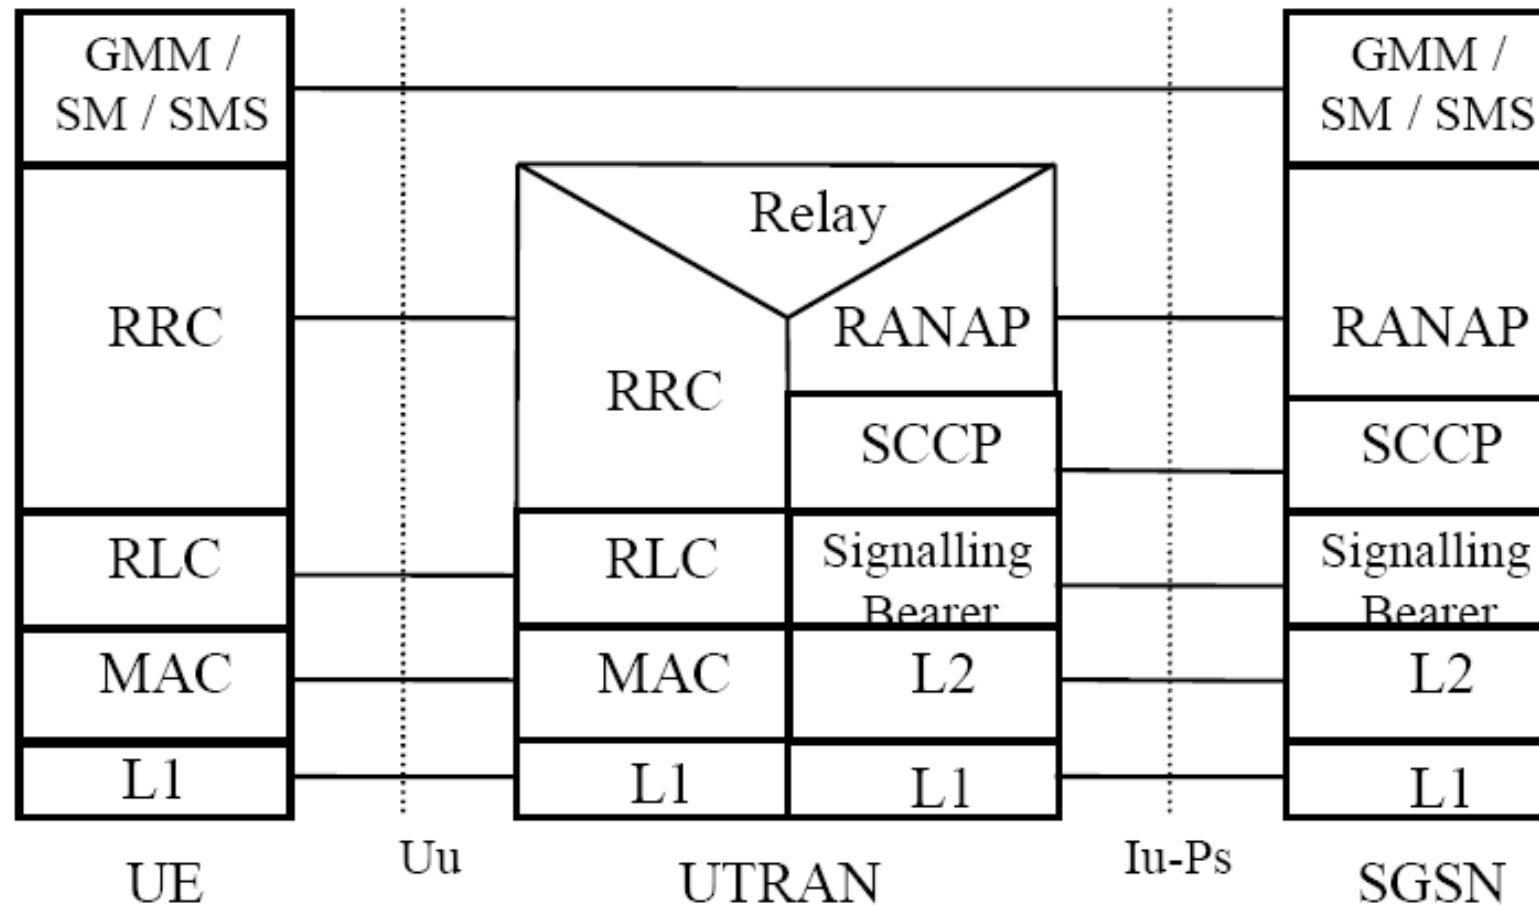 GMM /
SM / SMS
RRC
RLC
MAC
L1
UE
Uu
Relay
RRC
RANAP
SCCP
RLC
Signalling
Bearer
MAC
L2
L1
L1
UTRAN
Iu-Ps
GMM /
SM / SMS
RANAP
SCCP
Signalling
Bearer
L2
L1
SGSN